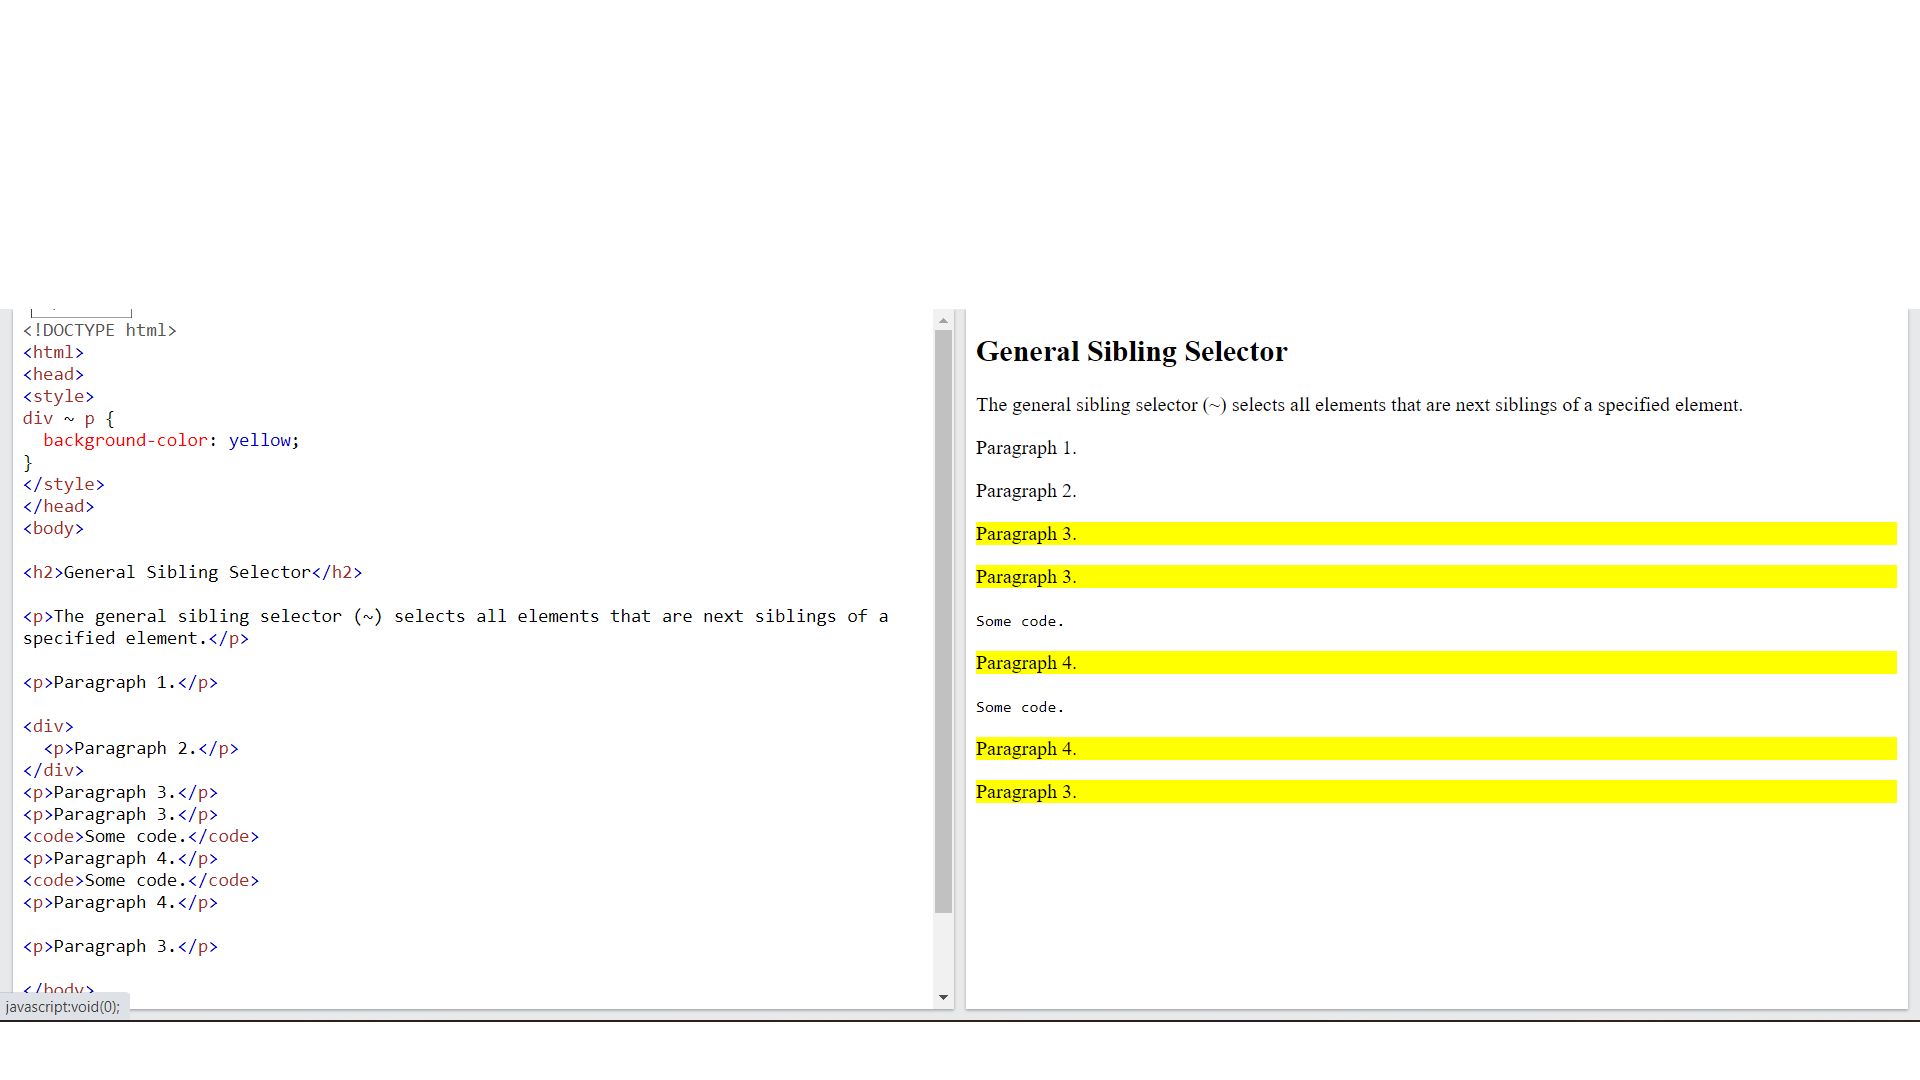 <!DOCTYPE html>
<html>
<head>
<style>
div ~ p {
  background-color: yellow;
}
</style>
</head>
<body>

<h2>General Sibling Selector</h2>

<p>The general sibling selector (~) selects all elements that are next siblings of a
specified element.</p>

<p>Paragraph 1.</p>

<div>
  <p>Paragraph 2.</p>
</div>
<p>Paragraph 3.</p>
<p>Paragraph 3.</p>
<code>Some code.</code>
<p>Paragraph 4.</p>
<code>Some code.</code>
<p>Paragraph 4.</p>

<p>Paragraph 3.</p>

</body>
javascript:void(0);
General Sibling Selector
The general sibling selector (~) selects all elements that are next siblings of a specified element.
Paragraph 1.
Paragraph 2.
Paragraph 3.
Paragraph 3.
Some code.
Paragraph 4.
Some code.
Paragraph 4.
Paragraph 3.